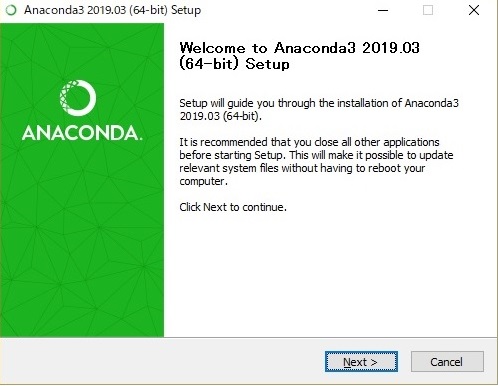 Anaconda3 2019.03 (64-bit) Setup
ANACONDA.
Welcome to Anaconda3 2019.03
(64-bit) Setup
Setup will guide you through the installation of Anaconda3
2019.03 (64-bit).
It is recommended that you close all other applications
before starting Setup. This will make it possible to update
relevant system files without having to reboot your
computer.
Click Next to continue.
Next >
Cancel